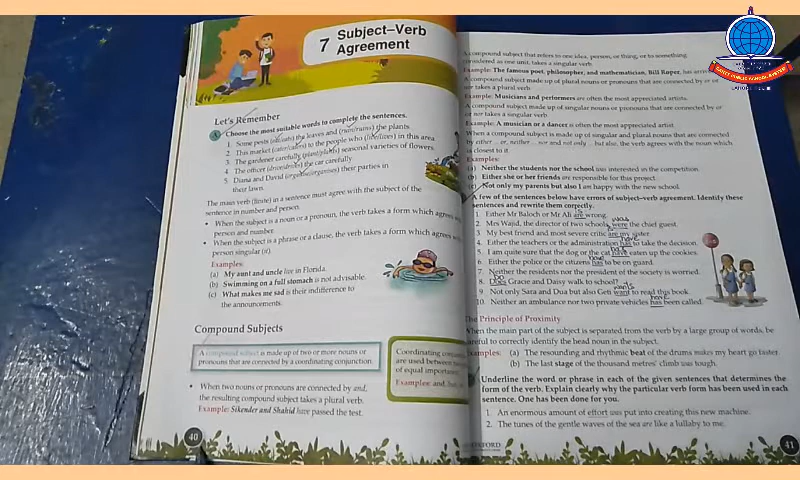 7 Subject–Verb
Agreement
Let's Remember
A Choose the most suitable words to complete the sentences.
1. Some pests (eat/eats) the leaves and (ruin/ruins) the plants.
2. This market (cater/caters) to the people who (live/lives) in this area.
3. The gardener carefully (plant/plants) seasonal varieties of flowers.
4. The officer (drive/drives) the car carefully.
5. Diana and David (organise/organises) their parties in
their lawn.
The main verb (finite) in a sentence must agree with the subject of the
sentence in number and person.
• When the subject is a noun or a pronoun, the verb takes a form which agrees
person and number.
• When the subject is a phrase or a clause, the verb takes a form which agrees with
person singular (it).
Examples:
(a) My aunt and uncle live in Florida.
(b) Swimming on a full stomach is not advisable.
(c) What makes me sad is their indifference to
the announcements.
Compound Subjects
A compound subject is made up of two or more nouns or
pronouns that are connected by a coordinating conjunction.
Coordinating
are used between
of equal importance
Examples: and,
• When two nouns or pronouns are connected by and,
the resulting compound subject takes a plural verb.
Example: Sikender and Shahid have passed the test.
40
A compound subject that refers to one idea, person, or thing, or to something
considered as one unit, takes a singular verb.
Example: The famous poet, philosopher, and mathematician, Bill Roper, has arrived
A compound subject made up of plural nouns or pronouns that are connected by or or
nor takes a plural verb.
Example: Musicians and performers are often the most appreciated artists.
A compound subject made up of singular nouns or pronouns that are connected by or
or nor takes a singular verb.
Example: A musician or a dancer is often the most appreciated artist.
When a compound subject is made up of singular and plural nouns that are connected
by either ... or, neither ... nor and not only ... but also, the verb agrees with the noun which
is closest to it.
Examples:
(a) Neither the students nor the school was interested in the competition.
(b) Either she or her friends are responsible for this project.
(c) Not only my parents but also I am happy with the new school.
A few of the sentences below have errors of subject-verb agreement. Identify these
sentences and rewrite them correctly.
1. Either Mr Baloch or Mr Ali are wrong.
is
2. Mrs Wajid, the director of two schools, were the chief guest.
was
3. My best friend and most severe critic are my sister.
4. Either the teachers or the administration has to take the decision.
have
5. I am quite sure that the dog or the cat have eaten up the cookies.
has
6. Either the police or the citizens has to be on guard.
have
7. Neither the residents nor the president of the society is worried.
8. Does Gracie and Daisy walk to school?
Do
9. Not only Sara and Dua but also Geti want to read this book.
wants
10. Neither an ambulance nor two private vehicles has been called.
have
The Principle of Proximity
When the main part of the subject is separated from the verb by a large group of words, be
careful to correctly identify the head noun in the subject.
Examples: (a) The resounding and rhythmic beat of the drums makes my heart go faster.
(b) The last stage of the thousand metres' climb was tough.
Underline the word or phrase in each of the given sentences that determines the
form of the verb. Explain clearly why the particular verb form has been used in each
sentence. One has been done for you.
1. An enormous amount of effort was put into creating this new machine.
2. The tunes of the gentle waves of the sea are like a lullaby to me.
OXFORD
41